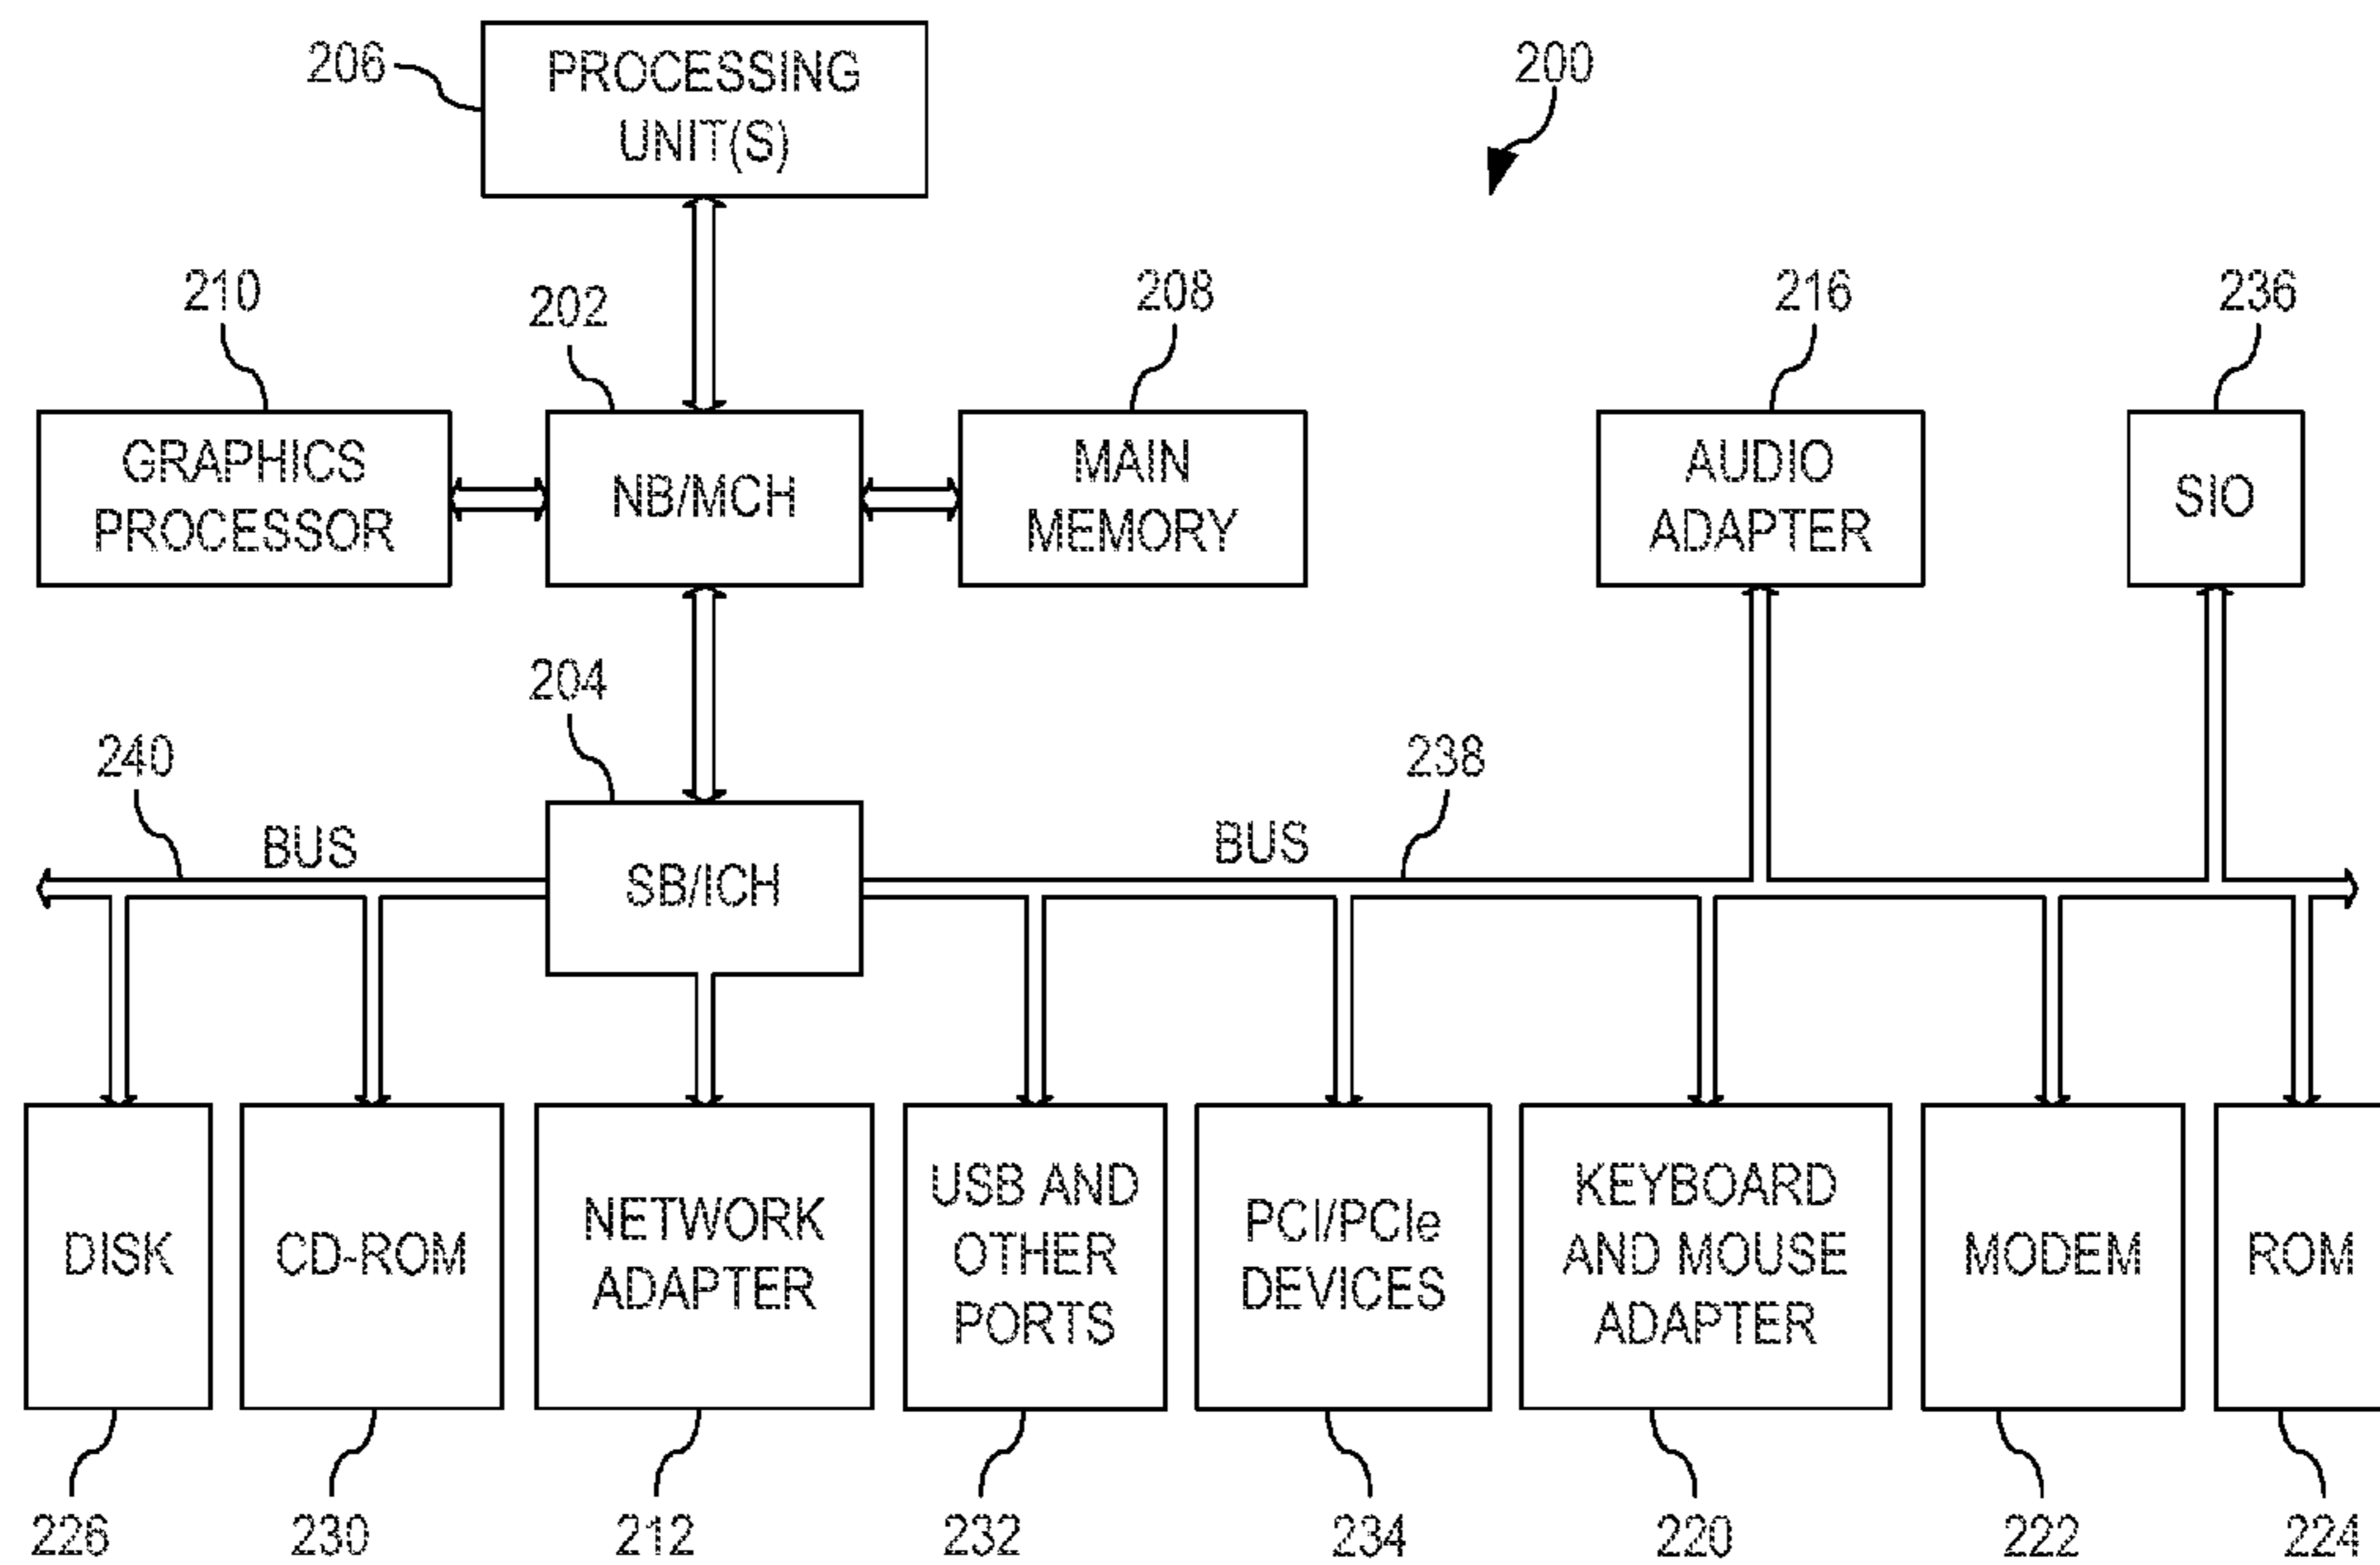 206
PROCESSING
UNIT(S)
200
210
202
208
216
236
GRAPHICS
PROCESSOR
NB/MCH
MAIN
MEMORY
AUDIO
ADAPTER
SIO
204
240
238
BUS
BUS
SB/ICH
DISK
CD-ROM
NETWORK
ADAPTER
USB AND
OTHER
PORTS
PCI/PCIe
DEVICES
KEYBOARD
AND MOUSE
ADAPTER
MODEM
ROM
226
230
212
232
234
220
222
224